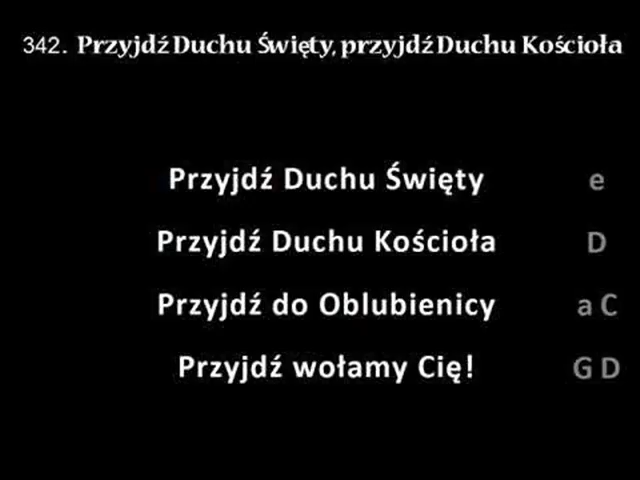 342. Przyjdź Duchu Święty, przyjdź Duchu Kościoła
Przyjdź Duchu Święty e
Przyjdź Duchu Kościoła D
Przyjdź do Oblubienicy a C
Przyjdź wołamy Cię! G D